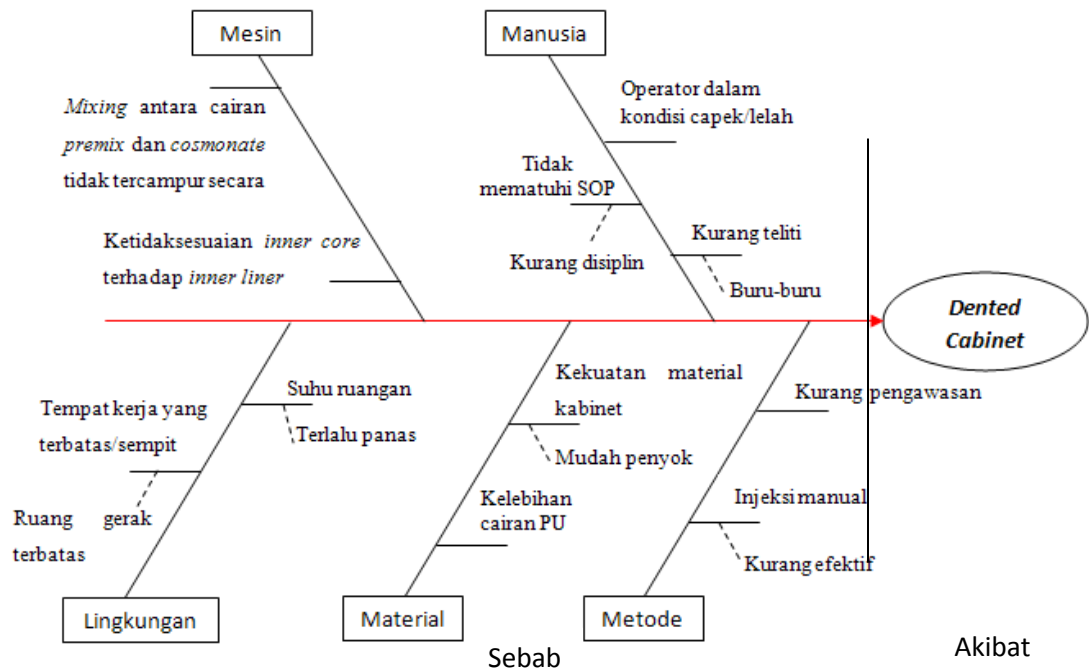 Mesin
Manusia
Mixing antara cairan
premix dan cosmonate
tidak tercampur secara
Ketidaksesuaian inner core
terhadap inner liner
Operator dalam
kondisi capek/lelah
Tidak
mematuhi SOP
Kurang disiplin
Kurang teliti
Buru-buru
Dented
Cabinet
Tempat kerja yang
terbatas/sempit
Ruang gerak
terbatas
Suhu ruangan
Terlalu panas
Kekuatan material
kabinet
Mudah penyok
Kelebihan
cairan PU
Kurang pengawasan
Injeksi manual
Kurang efektif
Lingkungan
Material
Metode
Sebab
Akibat